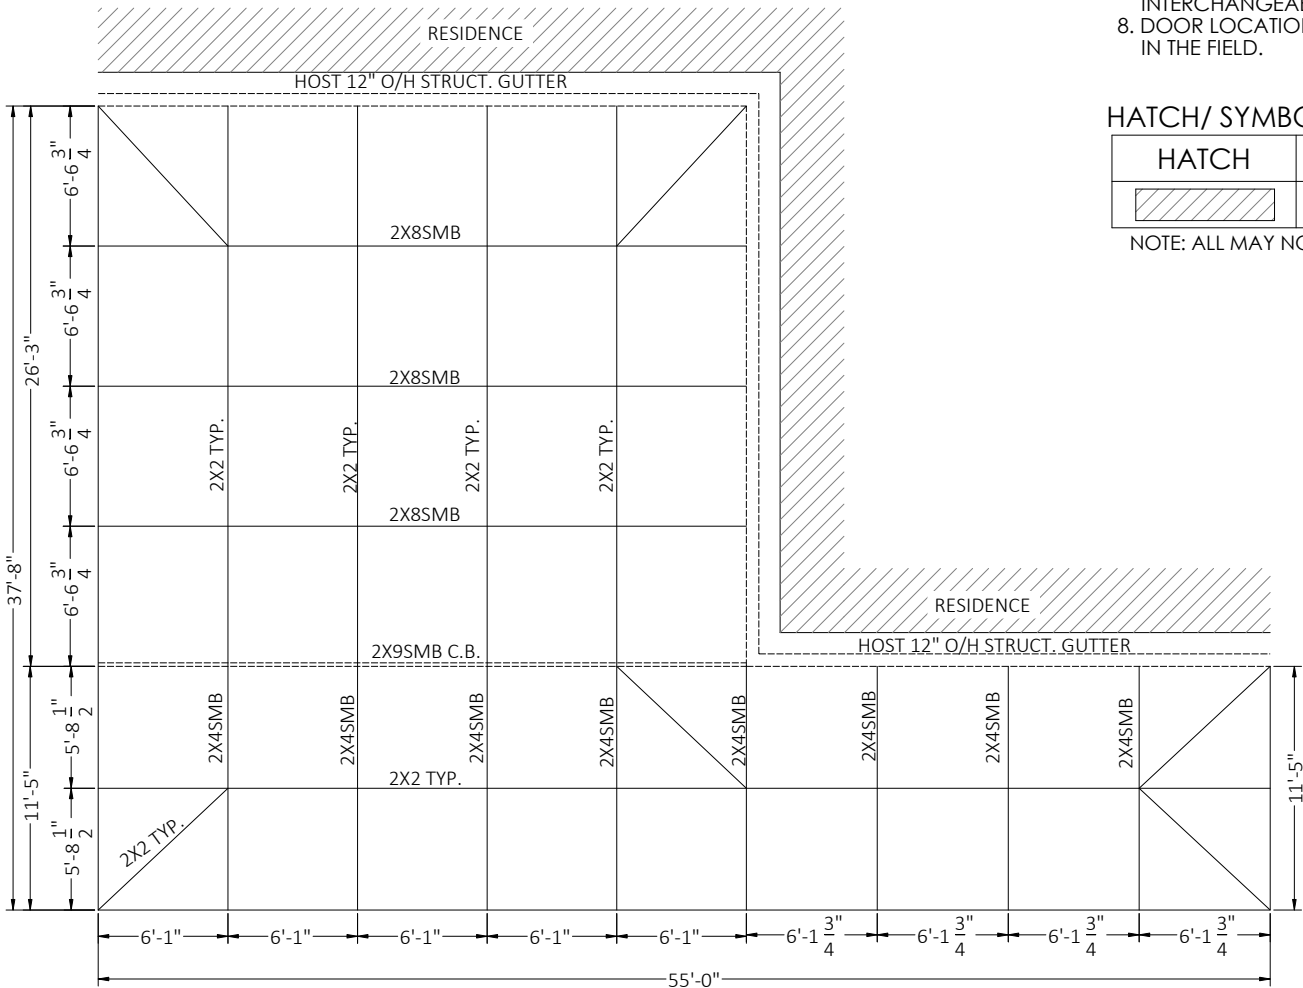 INTERCHANGEAB
8. DOOR LOCATION
IN THE FIELD.
RESIDENCE
HOST 12" O/H STRUCT. GUTTER
HATCH/ SYMBO
HATCH
NOTE: ALL MAY NO
6'-6 3/4"
2X8SMB
6'-6 3/4"
26'-3"
2X8SMB
6'-6 3/4"
2X2 TYP.
2X2 TYP.
2X2 TYP.
2X2 TYP.
2X8SMB
37'-8"
6'-6 3/4"
RESIDENCE
HOST 12" O/H STRUCT. GUTTER
2X9SMB C.B.
5'-8 1/2"
2X4SMB
2X4SMB
2X4SMB
2X4SMB
2X4SMB
2X4SMB
2X4SMB
2X4SMB
2X2 TYP.
11'-5"
11'-5"
5'-8 1/2"
2X2 TYP.
6'-1"
6'-1"
6'-1"
6'-1"
6'-1"
6'-1 3/4"
6'-1 3/4"
6'-1 3/4"
6'-1 3/4"
55'-0"